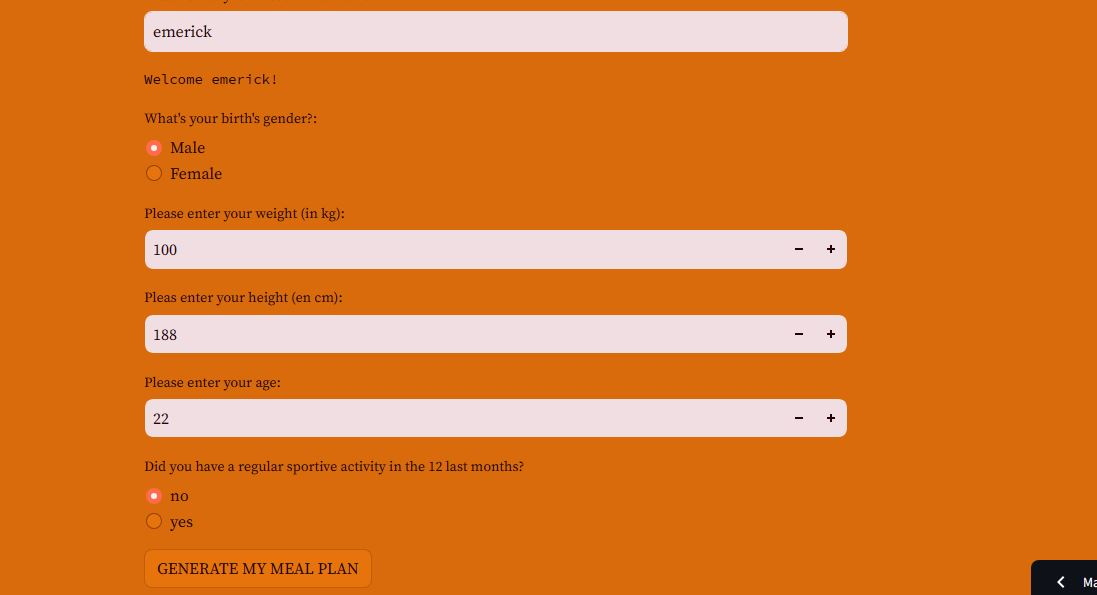 emerick
Welcome emerick!
What's your birth's gender?:
Male
Female
Please enter your weight (in kg):
100
Pleas enter your height (en cm):
188
Please enter your age:
22
Did you have a regular sportive activity in the 12 last months?
no
yes
GENERATE MY MEAL PLAN